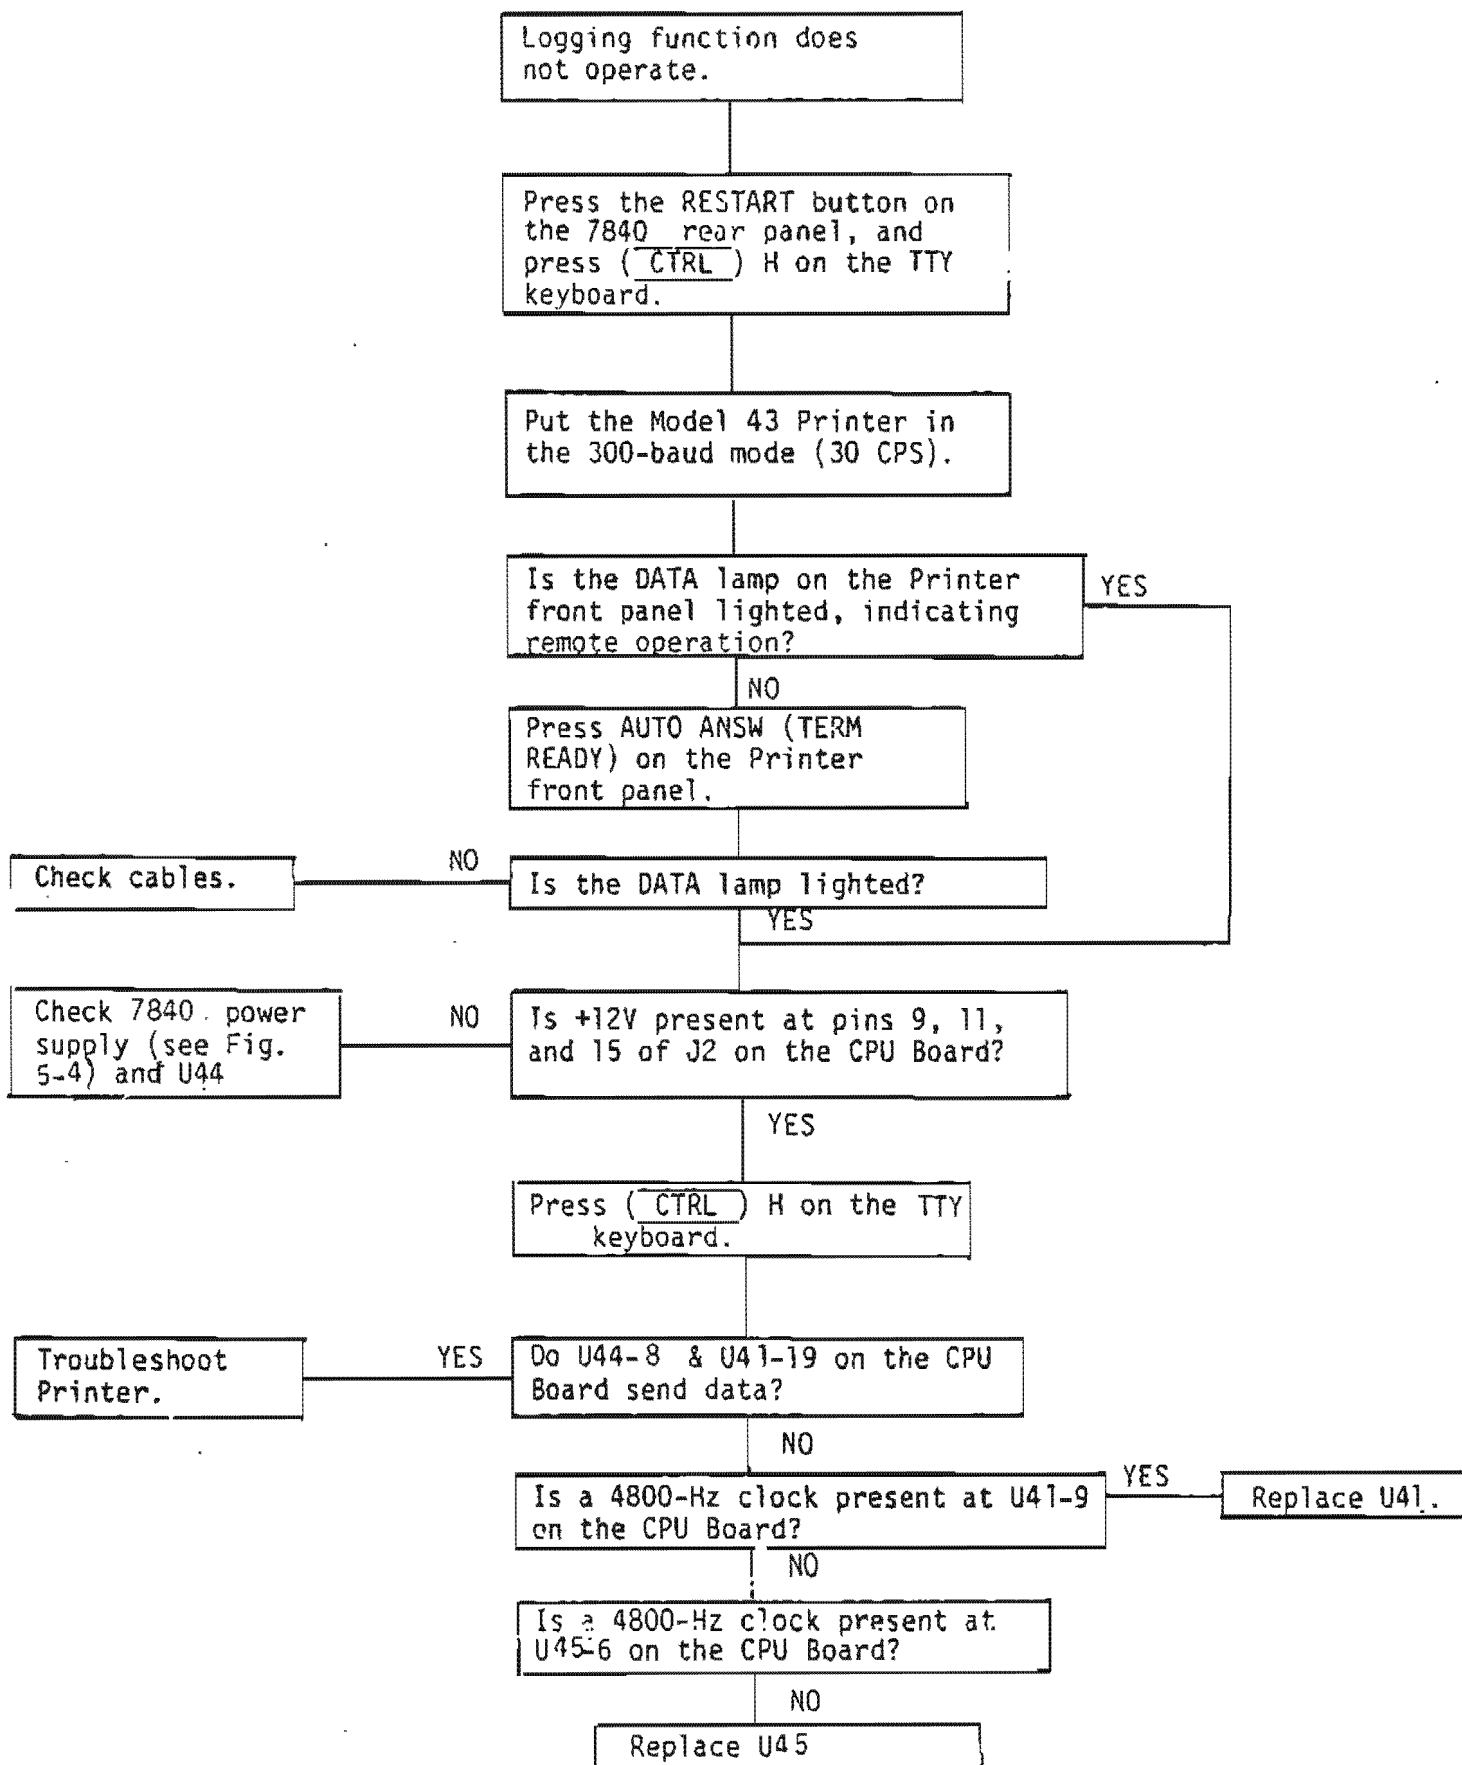 Logging function does
not operate.
Press the RESTART button on
the 7840 rear panel, and
press ( CTRL ) H on the TTY
keyboard.
Put the Model 43 Printer in
the 300-baud mode (30 CPS).
Is the DATA lamp on the Printer
front panel lighted, indicating
remote operation?
YES
NO
Press AUTO ANSW (TERM
READY) on the Printer
front panel.
Check cables.
NO
Is the DATA lamp lighted?
YES
Check 7840 power
supply (see Fig.
5-4) and U44
NO
Is +12V present at pins 9, 11,
and 15 of J2 on the CPU Board?
YES
Press ( CTRL ) H on the TTY
keyboard.
Troubleshoot
Printer.
YES
Do U44-8 & U41-19 on the CPU
Board send data?
NO
Is a 4800-Hz clock present at U41-9
on the CPU Board?
YES
Replace U41.
NO
Is a 4800-Hz clock present at
U45-6 on the CPU Board?
NO
Replace U45